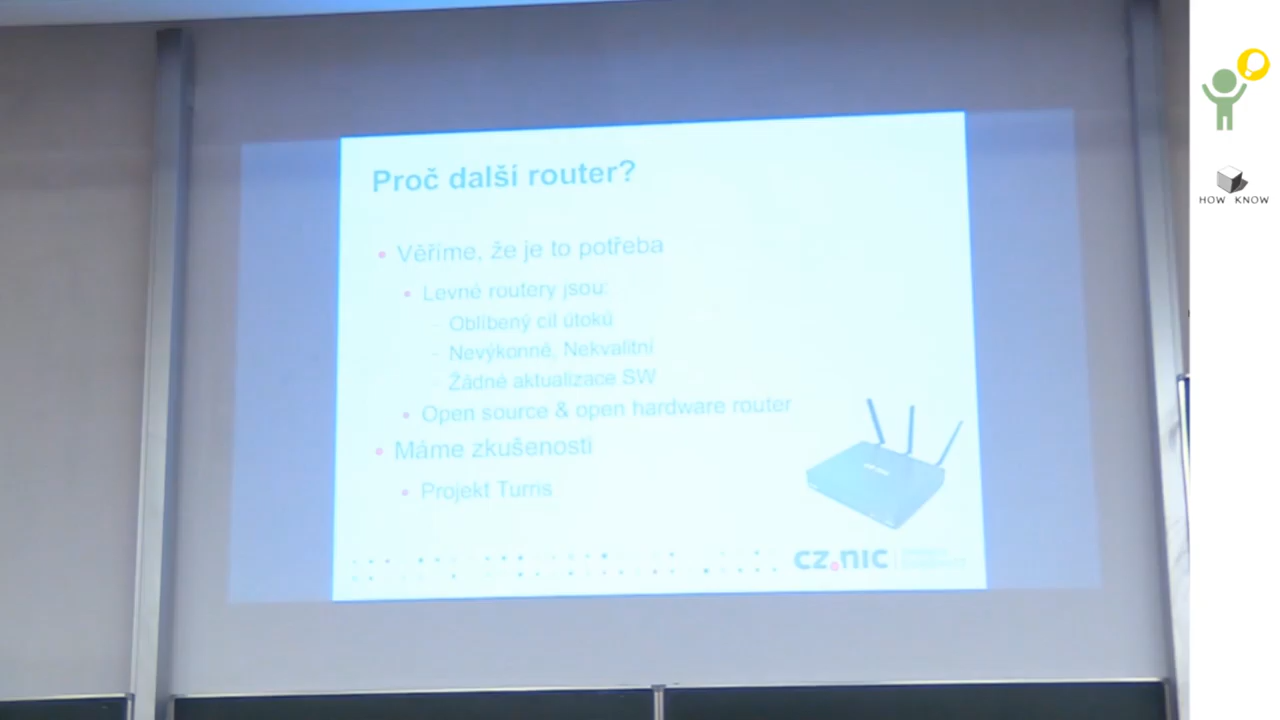 Proč další router?
Věříme, že je to potřeba
Levné routery jsou:
Oblíbený cíl útoků
Nevýkonné, Nekvalitní
Žádné aktualizace SW
Open source & open hardware router
Máme zkušenosti
Projekt Turris
CZ.NIC
HOW KNOW